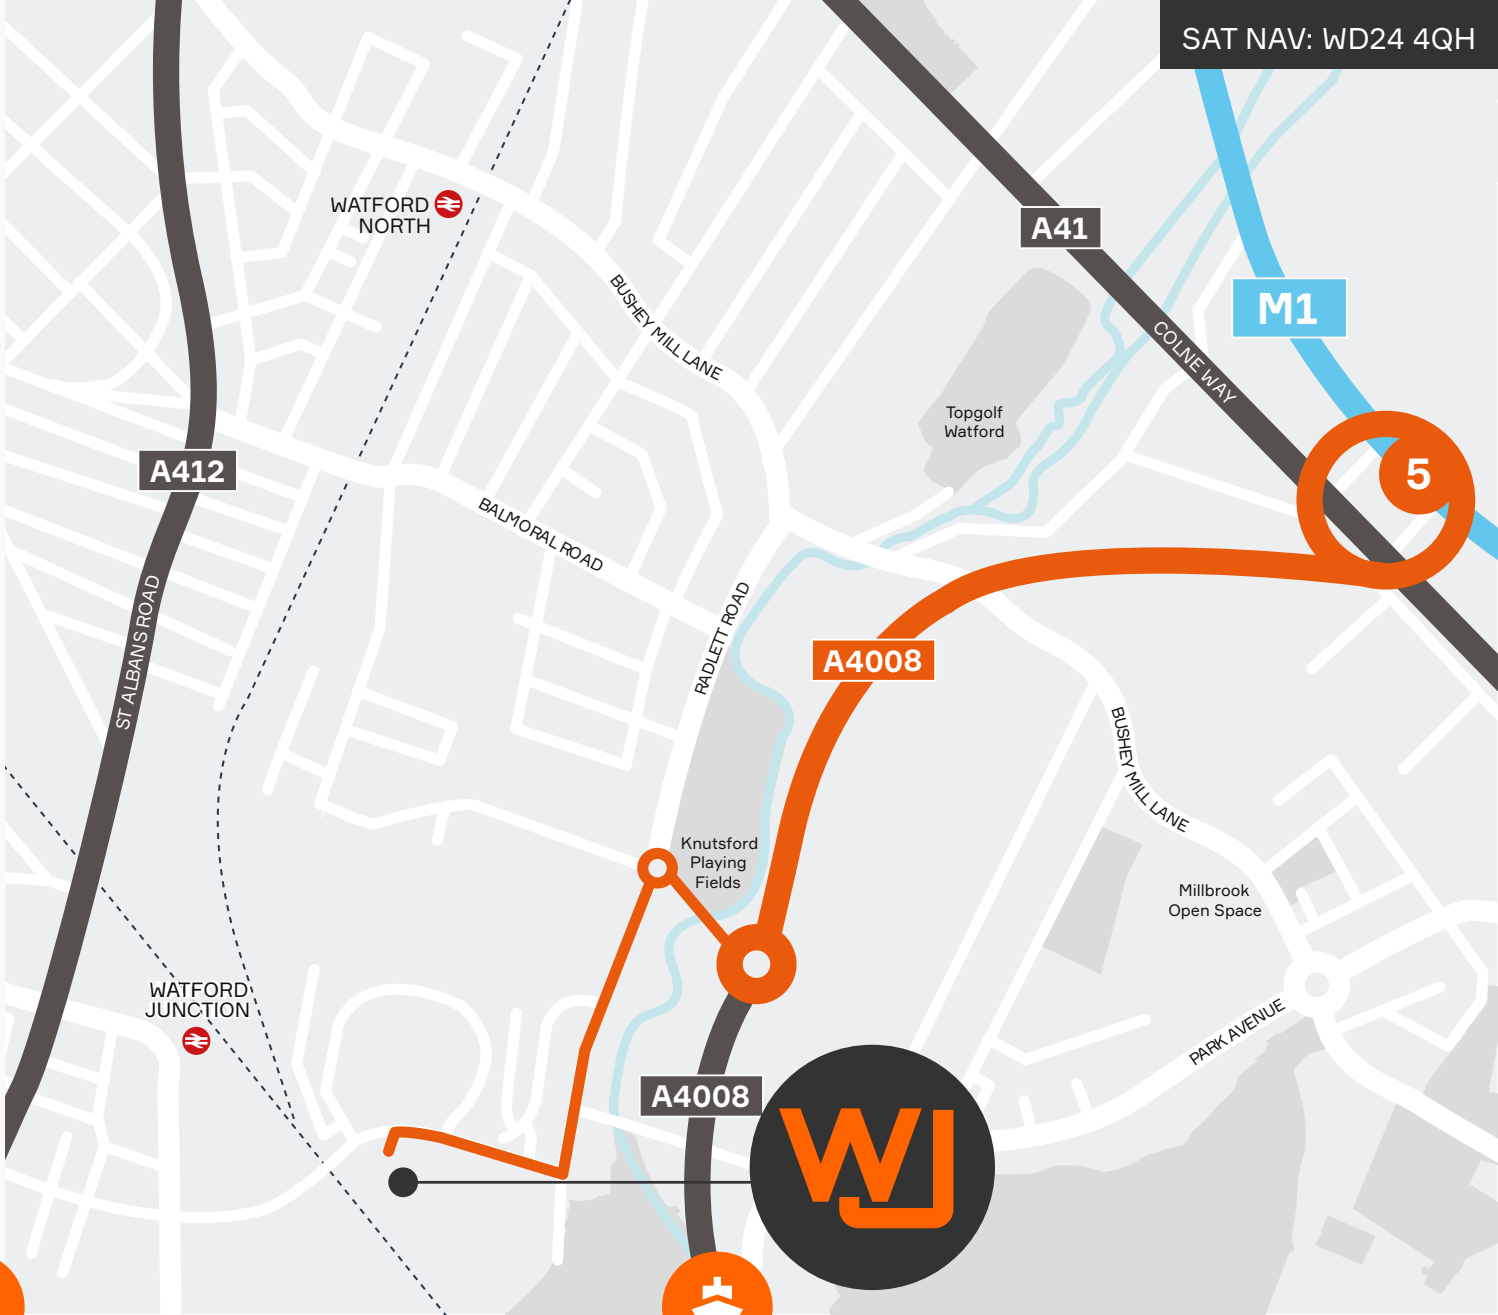 SAT NAV: WD24 4QH
WATFORD
NORTH
A41
M1
BUSHEY MILL LANE
COLNE WAY
Topgolf
Watford
A412
5
BALMORAL ROAD
ST ALBANS ROAD
RADLETT ROAD
A4008
BUSHEY MILL LANE
Knutsford
Playing
Fields
Millbrook
Open Space
WATFORD
JUNCTION
PARK AVENUE
A4008
WJ